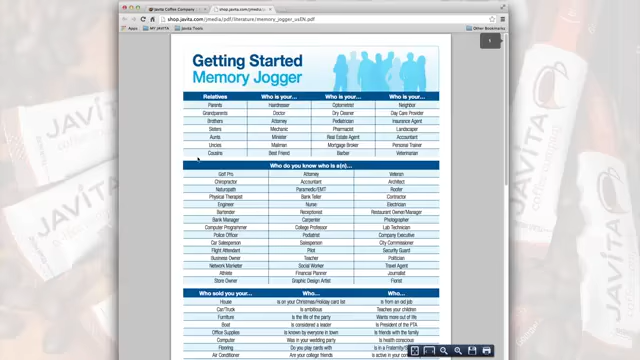 Javita Coffee Company
shop.javita.com/jmedia/
shop.javita.com/jmedia/pdf/literature/memory_jogger_usEN.pdf
Apps MY JAVITA Javita Tools Other Bookmarks
1
Getting Started
Memory Jogger
Relatives Who is your... Who is your... Who is your...
Parents Hairdresser Optometrist Neighbor
Grandparents Doctor Dry Cleaner Day Care Provider
Brothers Attorney Pediatrician Insurance Agent
Sisters Mechanic Pharmacist Landscaper
Aunts Minister Real Estate Agent Accountant
Uncles Mailman Mortgage Broker Personal Trainer
Cousins Best Friend Barber Veterinarian
Who do you know who is a(n)...
Golf Pro Attorney Veteran
Chiropractor Accountant Architect
Naturopath Paramedic/EMT Roofer
Physical Therapist Bank Teller Contractor
Engineer Nurse Electrician
Bartender Receptionist Restaurant Owner/Manager
Bank Manager Carpenter Photographer
Computer Programmer College Professor Lab Technician
Police Officer Podiatrist Company Executive
Car Salesperson Salesperson City Commissioner
Flight Attendant Pilot Security Guard
Business Owner Teacher Politician
Network Marketer Social Worker Travel Agent
Athlete Financial Planner Journalist
Store Owner Graphic Design Artist Florist
Who sold you your... Who... Who...
House is on your Christmas/Holiday card list is from an old job
Car/Truck is ambitious Teaches your children
Furniture is the life of the party Wants more out of life
Boat is considered a leader is President of the PTA
Office Supplies is known by everyone in town is friends with the family
Computer Was in your wedding party is health conscious
Flooring Do you play cards with is in a Fraternity/
Air Conditioner Are your college friends is active in your
JAVITA
JAVITA
JAVITA